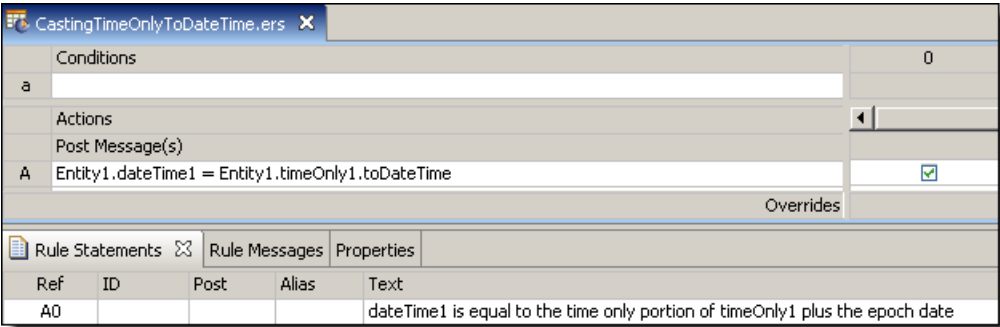 CastingTimeOnlyToDateTime.ers
Conditions 0
a
Actions
Post Message(s)
A Entity1.dateTime1 = Entity1.timeOnly1.toDateTime
Overrides
Rule Statements Rule Messages Properties
Ref ID Post Alias Text
A0 dateTime1 is equal to the time only portion of timeOnly1 plus the epoch date